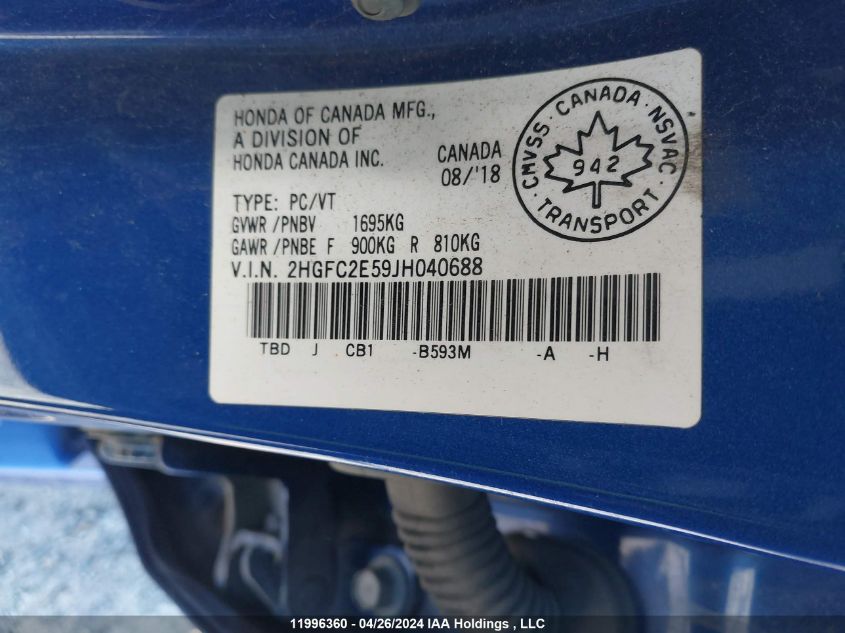 HONDA OF CANADA MFG.,
A DIVISION OF
HONDA CANADA INC.
CANADA
08/'18
CMVSS · CANADA · NSVAC
942
TRANSPORT
TYPE: PC/VT
GVWR /PNBV 1695KG
GAWR /PNBE F 900KG R 810KG
V.I.N. 2HGFC2E59JH040688
TBD J CB1 -B593M -A -H
11996360 - 04/26/2024 IAA Holdings , LLC